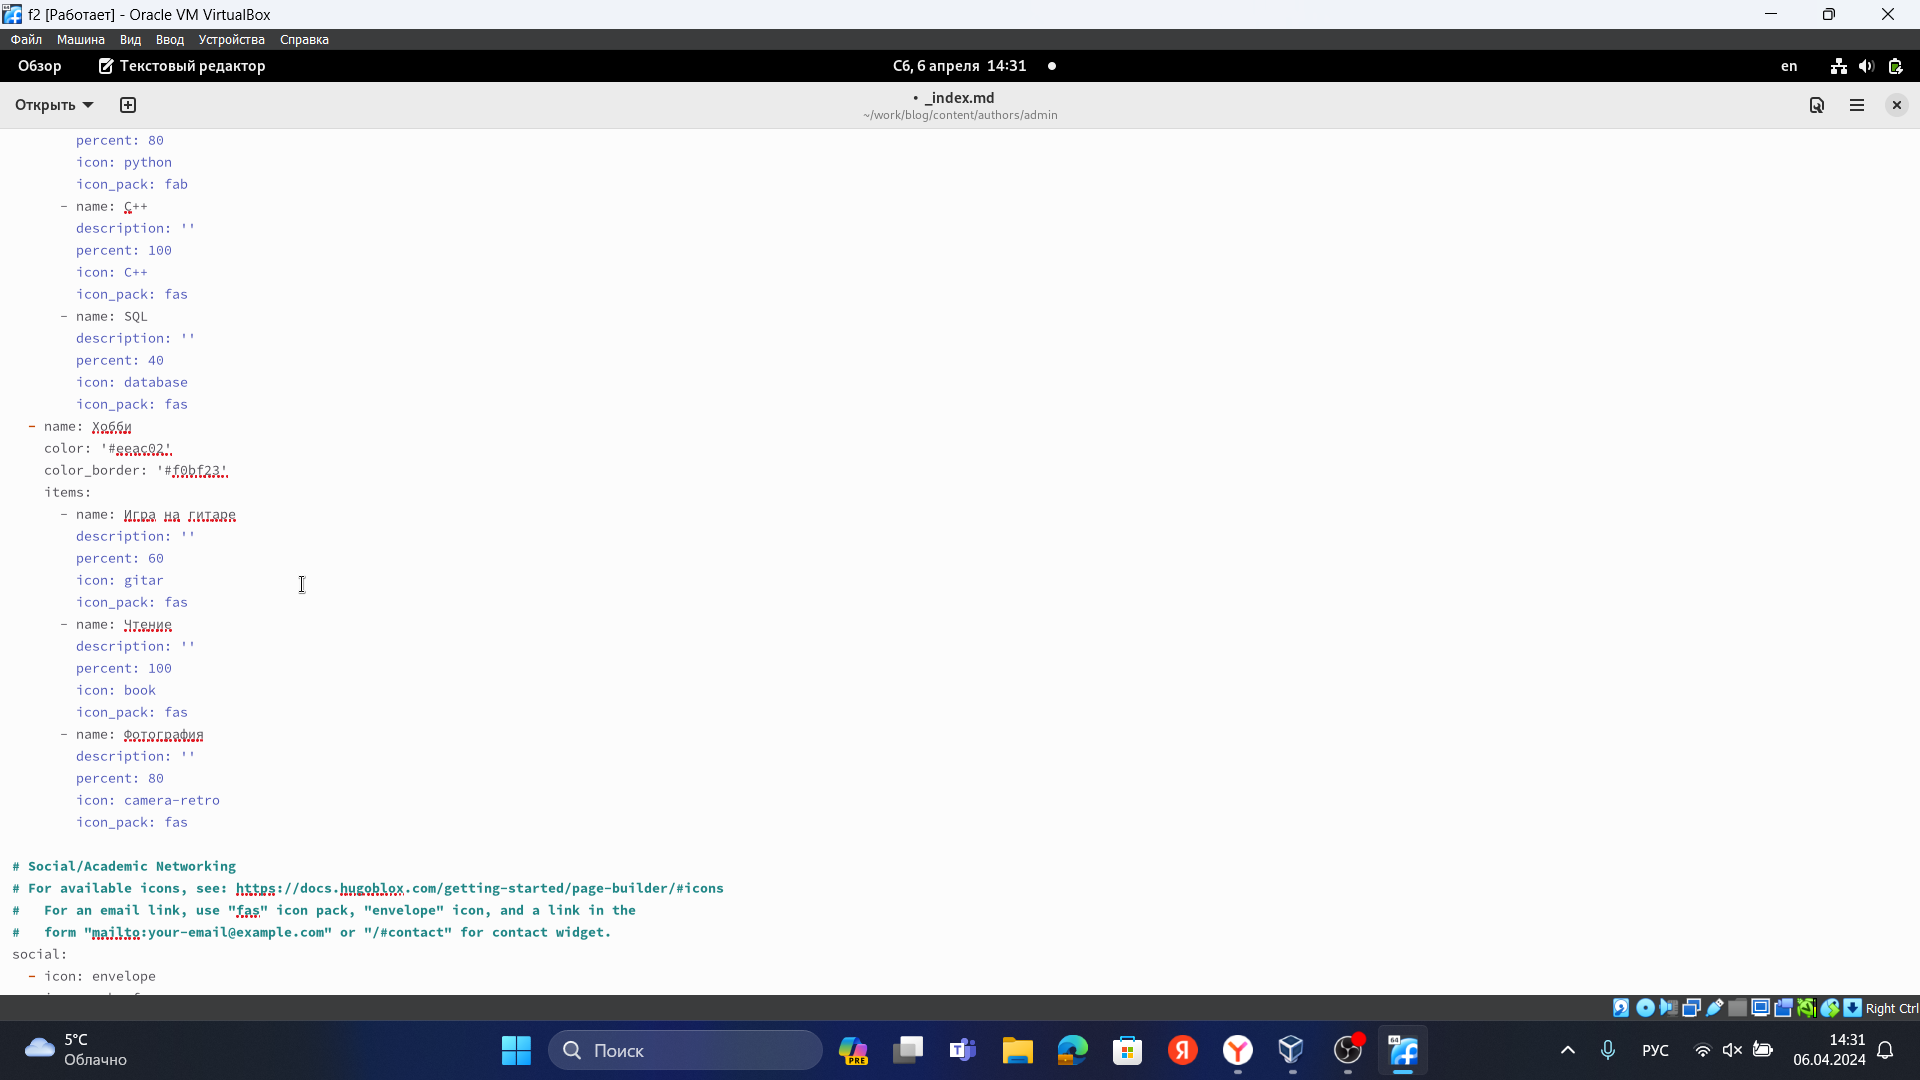 f2 [Работает] - Oracle VM VirtualBox
Файл Машина Вид Ввод Устройства Справка
Обзор Текстовый редактор Сб, 6 апреля 14:31 en
Открыть • _index.md
~/work/blog/content/authors/admin
percent: 80
icon: python
icon_pack: fab
- name: C++
description: ''
percent: 100
icon: C++
icon_pack: fas
- name: SQL
description: ''
percent: 40
icon: database
icon_pack: fas
- name: Хобби
color: '#eeac02'
color_border: '#f0bf23'
items:
- name: Игра на гитаре
description: ''
percent: 60
icon: gitar
icon_pack: fas
- name: Чтение
description: ''
percent: 100
icon: book
icon_pack: fas
- name: Фотография
description: ''
percent: 80
icon: camera-retro
icon_pack: fas
# Social/Academic Networking
# For available icons, see: https://docs.hugoblox.com/getting-started/page-builder/#icons
#   For an email link, use "fas" icon pack, "envelope" icon, and a link in the
#   form "mailto:your-email@example.com" or "/#contact" for contact widget.
social:
- icon: envelope
Right Ctrl
5°C
Облачно
Поиск
PRE
РУС
14:31
06.04.2024